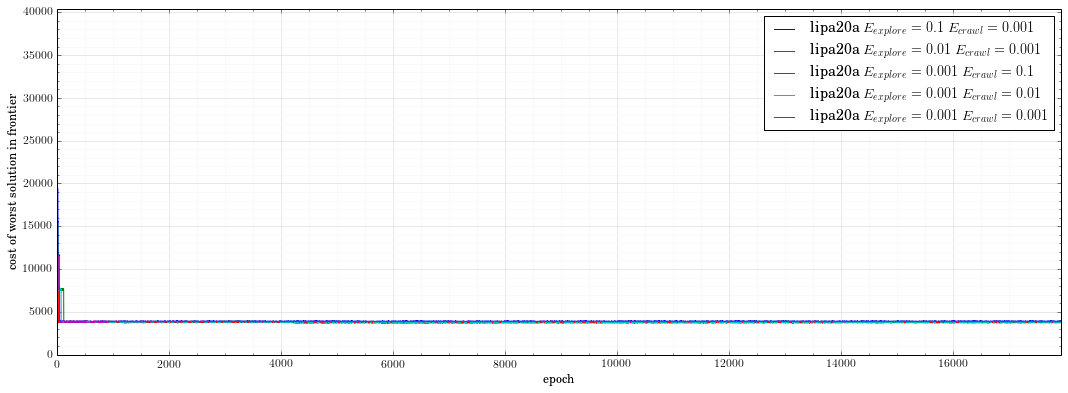 40000
35000
30000
25000
20000
15000
10000
5000
0
cost of worst solution in frontier
lipa20a E_explore = 0.1 E_crawl = 0.001
lipa20a E_explore = 0.01 E_crawl = 0.001
lipa20a E_explore = 0.001 E_crawl = 0.1
lipa20a E_explore = 0.001 E_crawl = 0.01
lipa20a E_explore = 0.001 E_crawl = 0.001
0 2000 4000 6000 8000 10000 12000 14000 16000
epoch